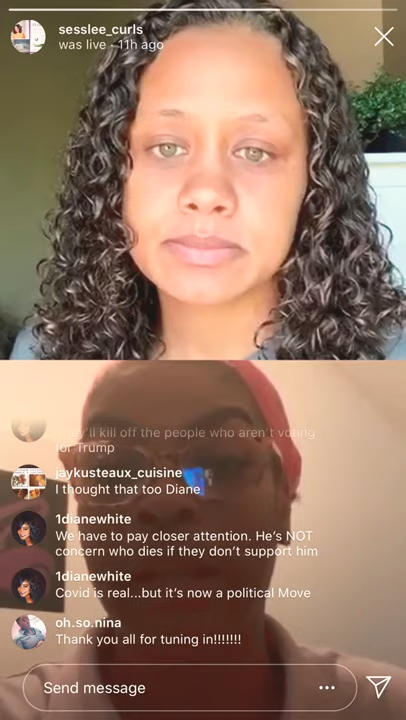 sesslee_curls
was live · 11h ago
they'll kill off the people who aren't voting
for Trump
jaykusteaux_cuisine
I thought that too Diane
1dianewhite
We have to pay closer attention. He's NOT
concern who dies if they don't support him
1dianewhite
Covid is real...but it's now a political Move
oh.so.nina
Thank you all for tuning in!!!!!!!
Send message